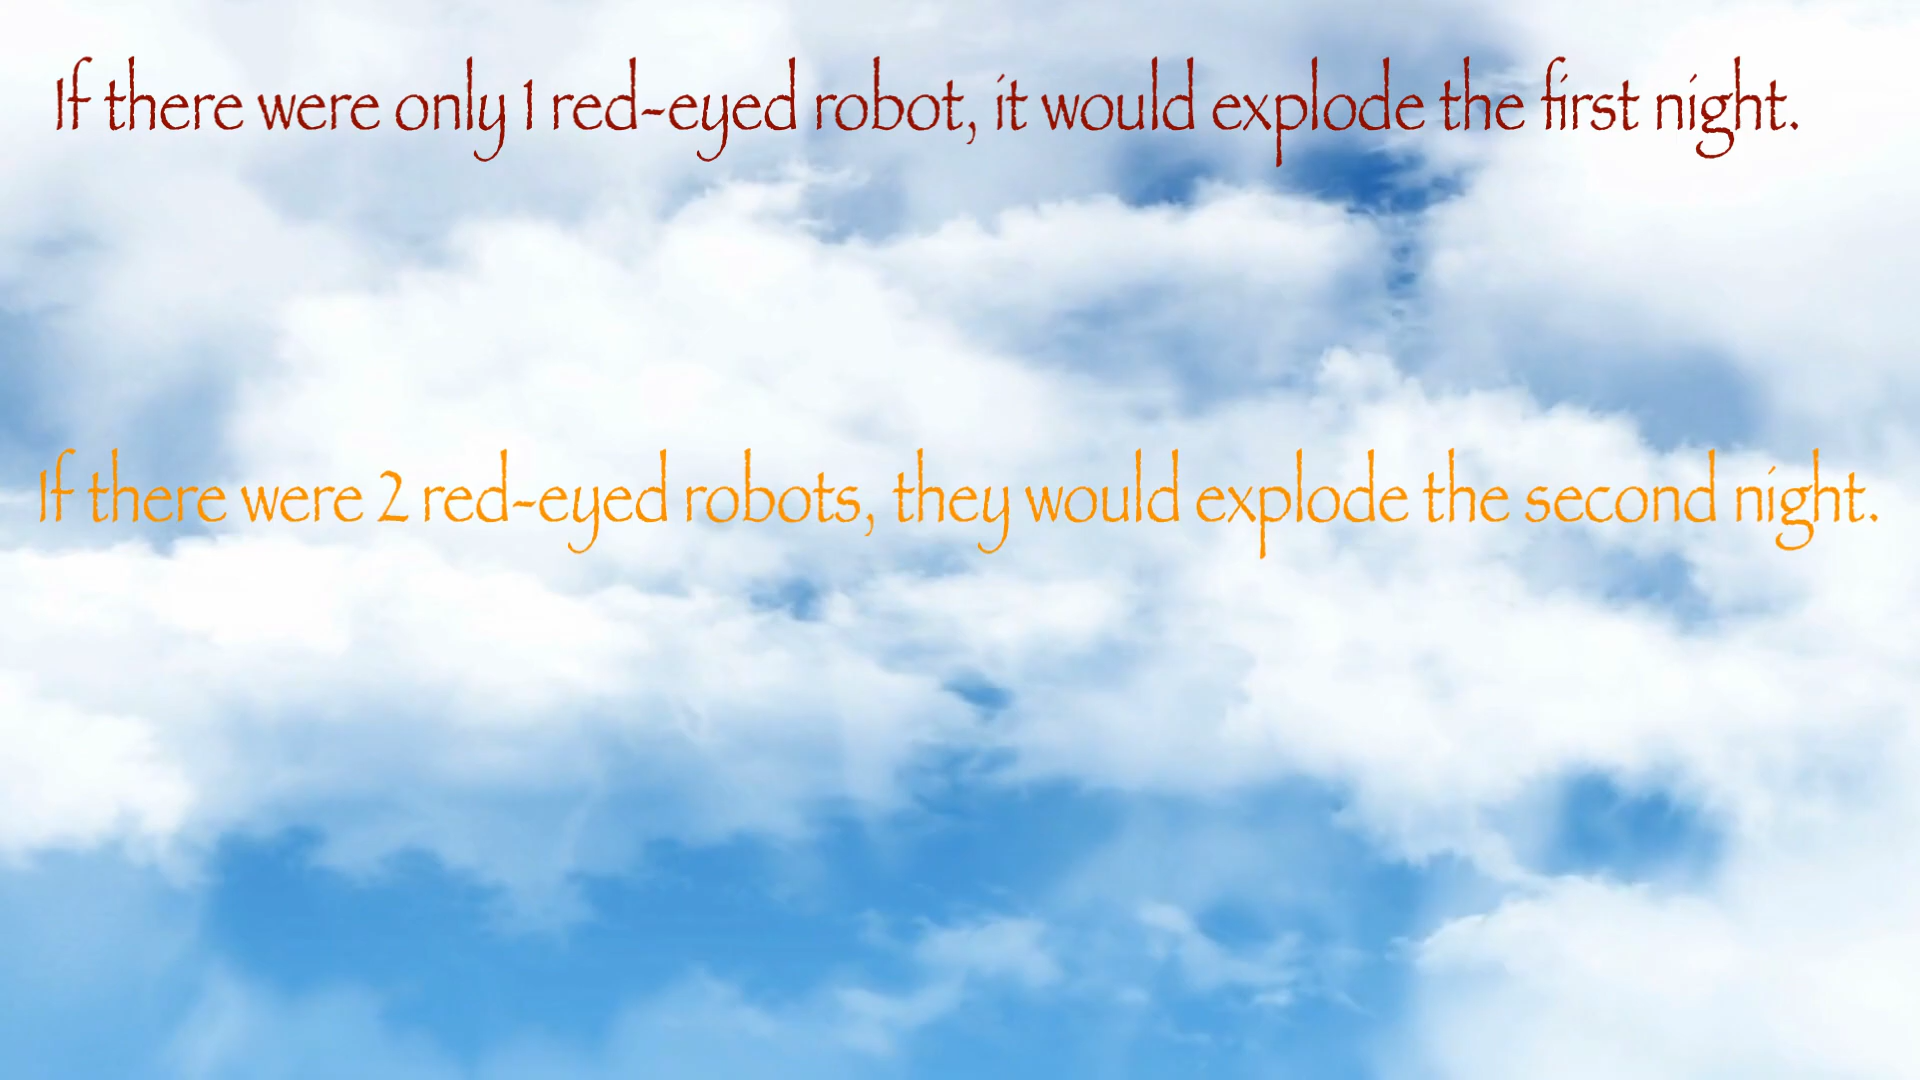 If there were only 1 red-eyed robot, it would explode the first night.
If there were 2 red-eyed robots, they would explode the second night.